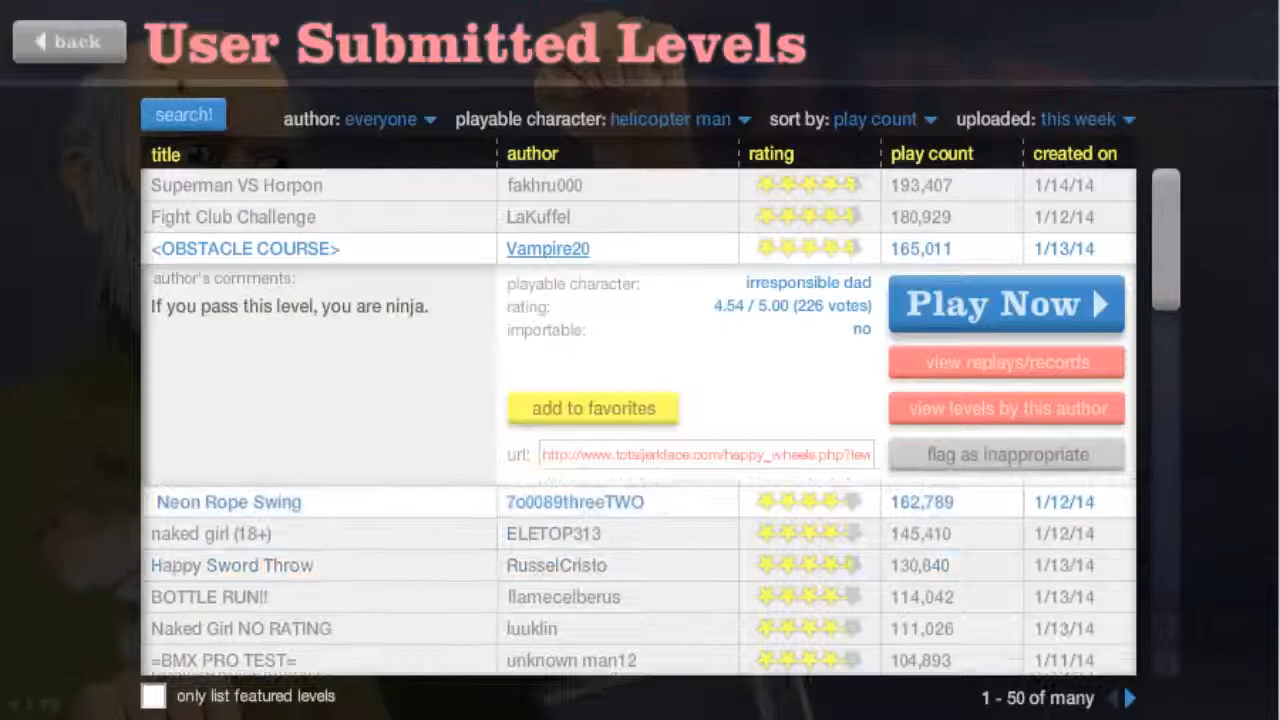 back
User Submitted Levels
search!
author: everyone playable character: helicopter man sort by: play count uploaded: this week
title author rating play count created on
Superman VS Horpon fakhru000 193,407 1/14/14
Fight Club Challenge LaKuffel 180,929 1/12/14
<OBSTACLE COURSE> Vampire20 165,011 1/13/14
author's comments:
If you pass this level, you are ninja.
playable character: irresponsible dad
rating: 4.54 / 5.00 (226 votes)
importable: no
add to favorites
url: http://www.totaljerkface.com/happy_wheels.php?lev
Play Now
view replays/records
view levels by this author
flag as inappropriate
Neon Rope Swing 7o0089threeTWO 162,789 1/12/14
naked girl (18+) ELETOP313 145,410 1/12/14
Happy Sword Throw RusselCristo 130,840 1/13/14
BOTTLE RUN!! flamecelberus 114,042 1/13/14
Naked Girl NO RATING luuklin 111,026 1/13/14
=BMX PRO TEST= unknown man12 104,893 1/11/14
only list featured levels
1 - 50 of many